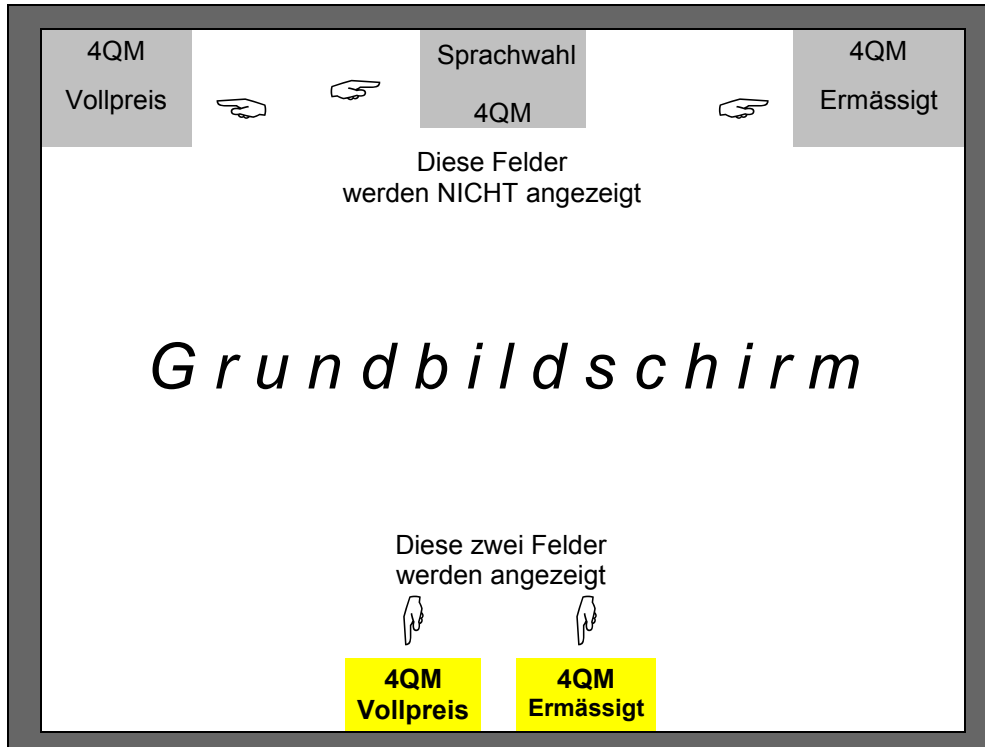 4QM
Vollpreis
Sprachwahl
4QM
4QM
Ermässigt
Diese Felder
werden NICHT angezeigt
Grundbildschirm
Diese zwei Felder
werden angezeigt
4QM
Vollpreis
4QM
Ermässigt